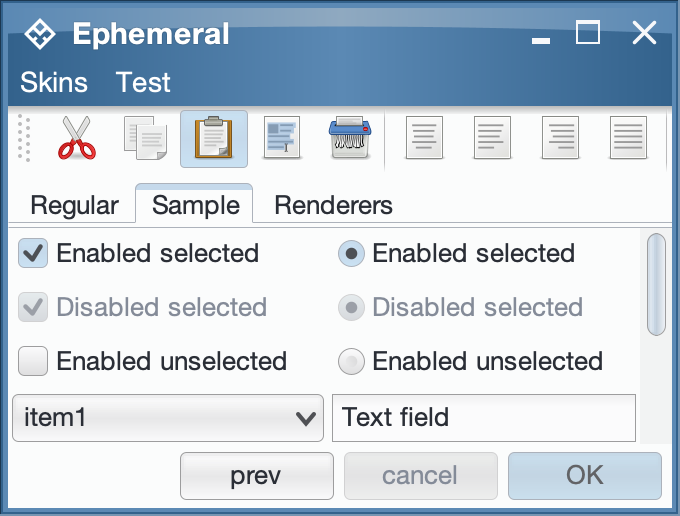 Ephemeral
Skins Test
Regular Sample Renderers
Enabled selected Enabled selected
Disabled selected Disabled selected
Enabled unselected Enabled unselected
item1 Text field
prev cancel OK